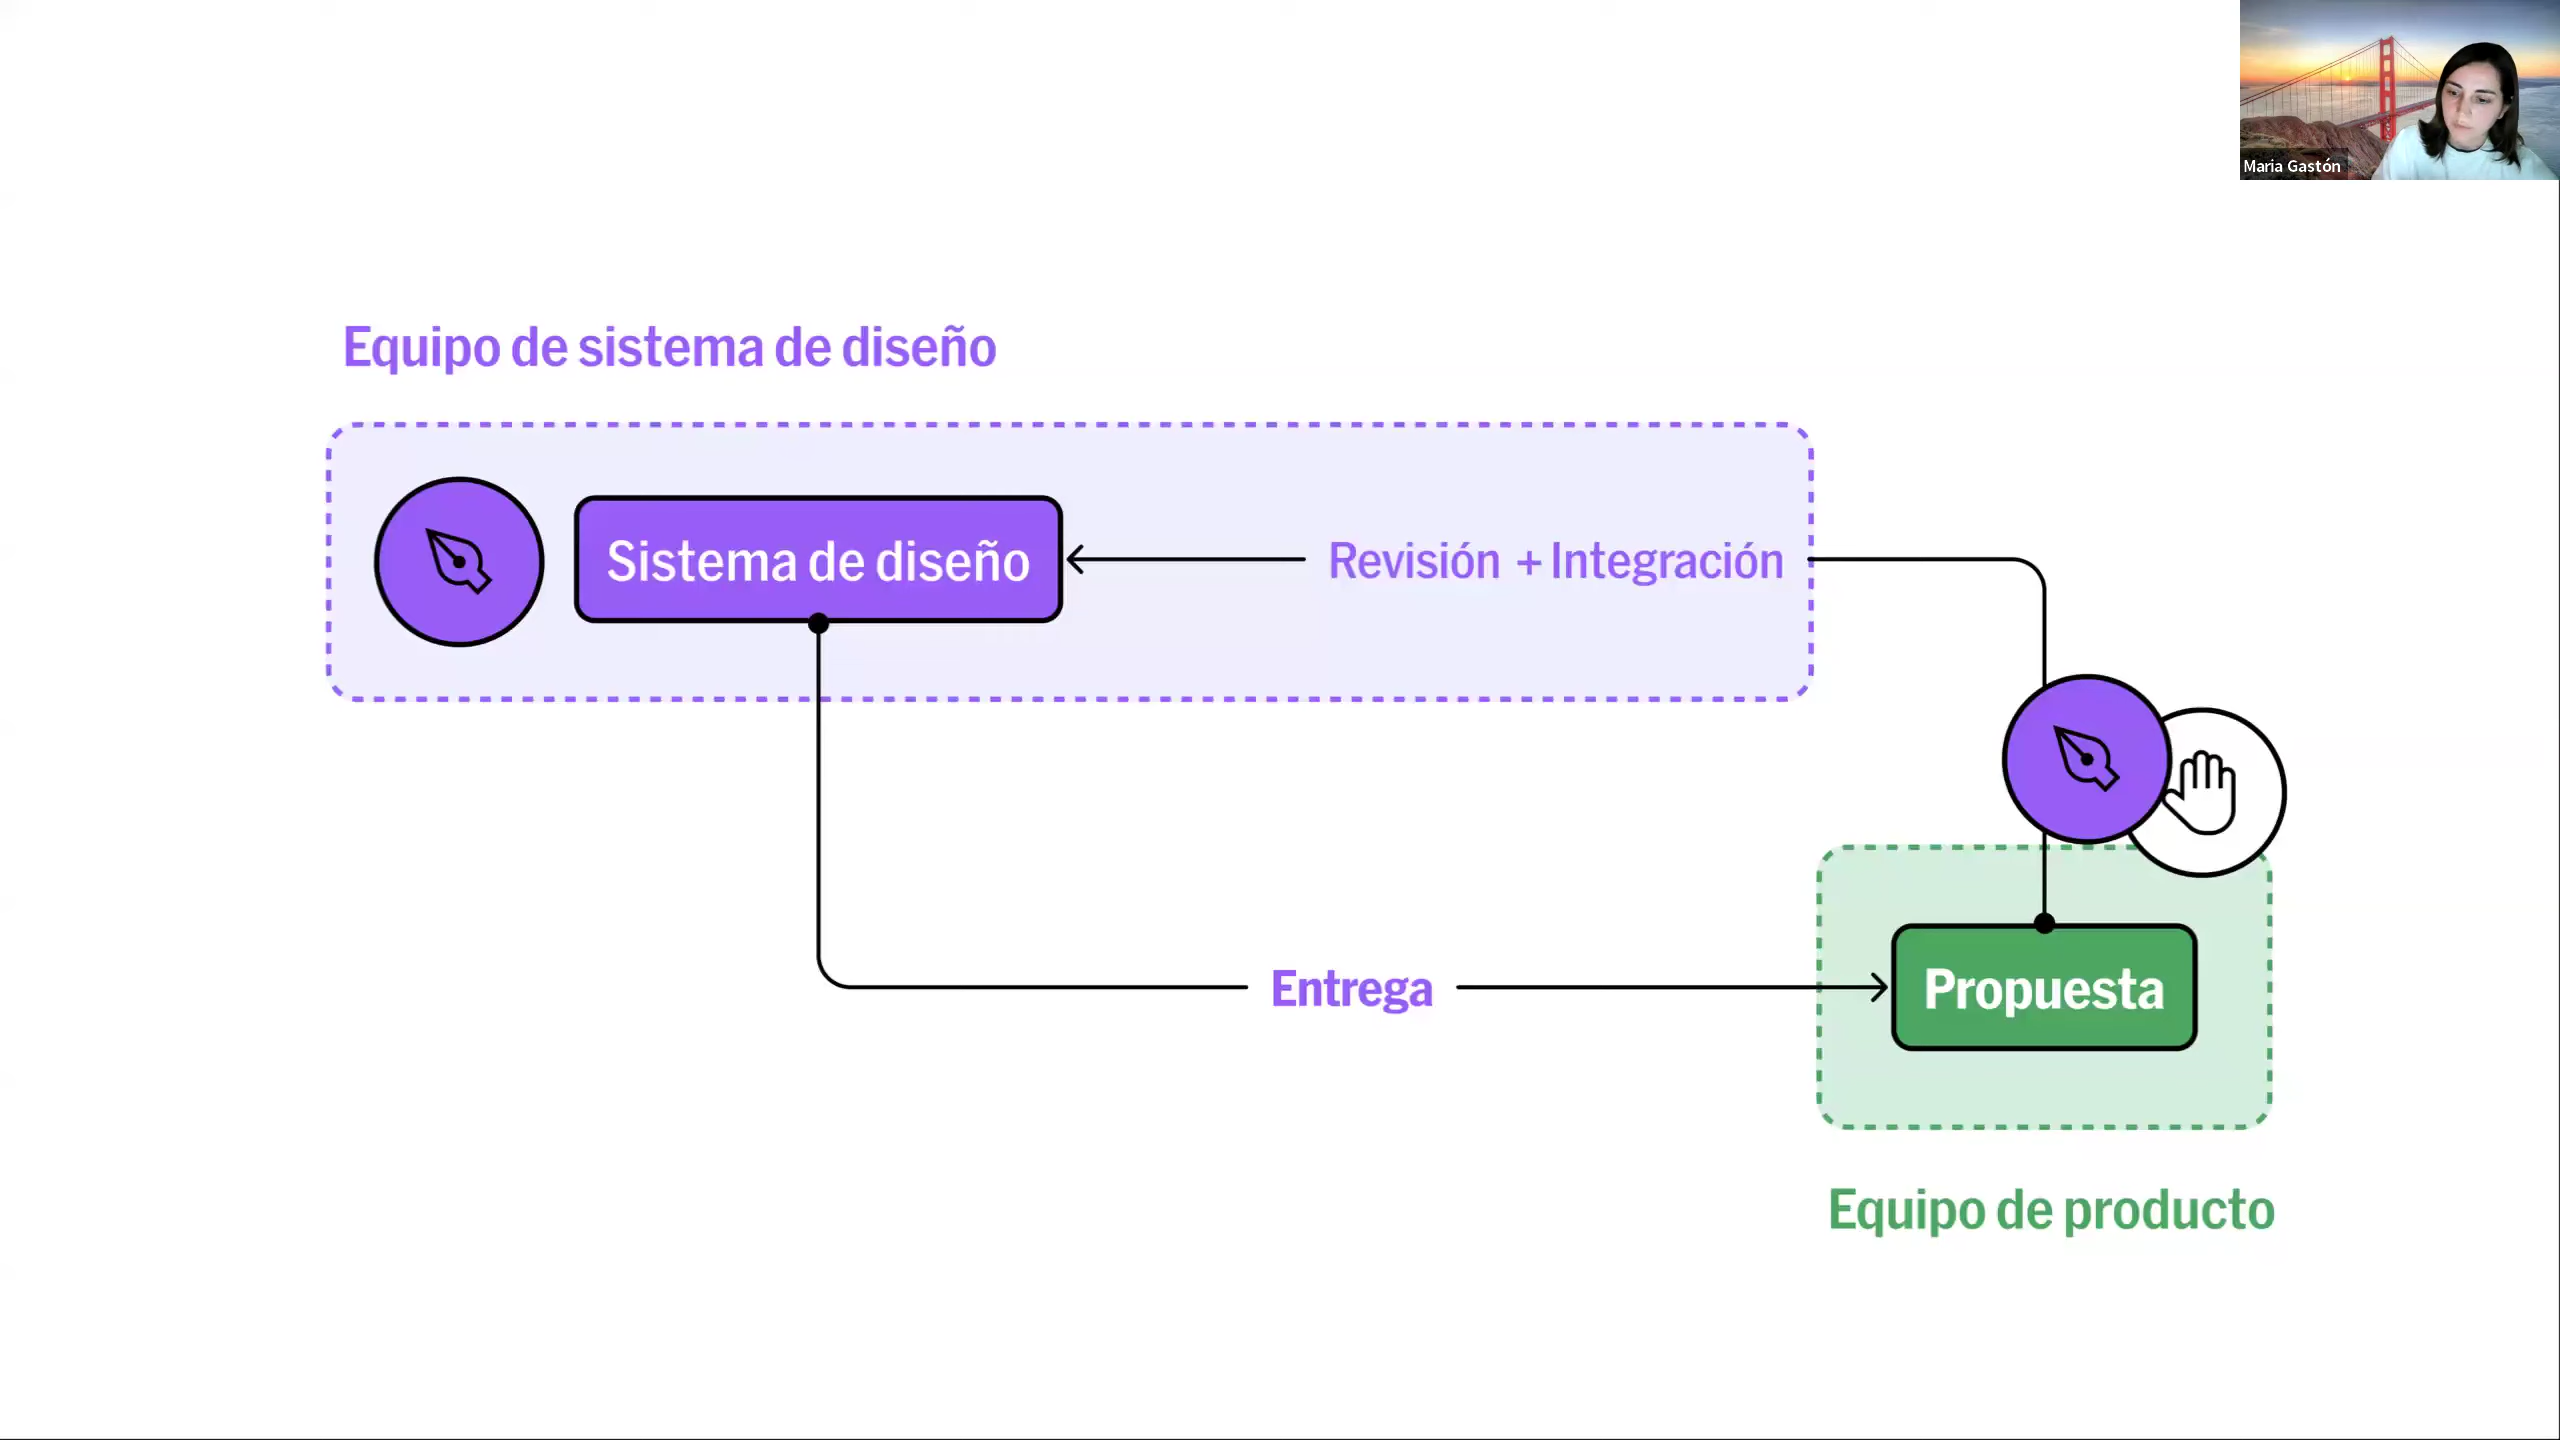 Maria Gastón
Equipo de sistema de diseño
Sistema de diseño
Revisión + Integración
Entrega
Propuesta
Equipo de producto